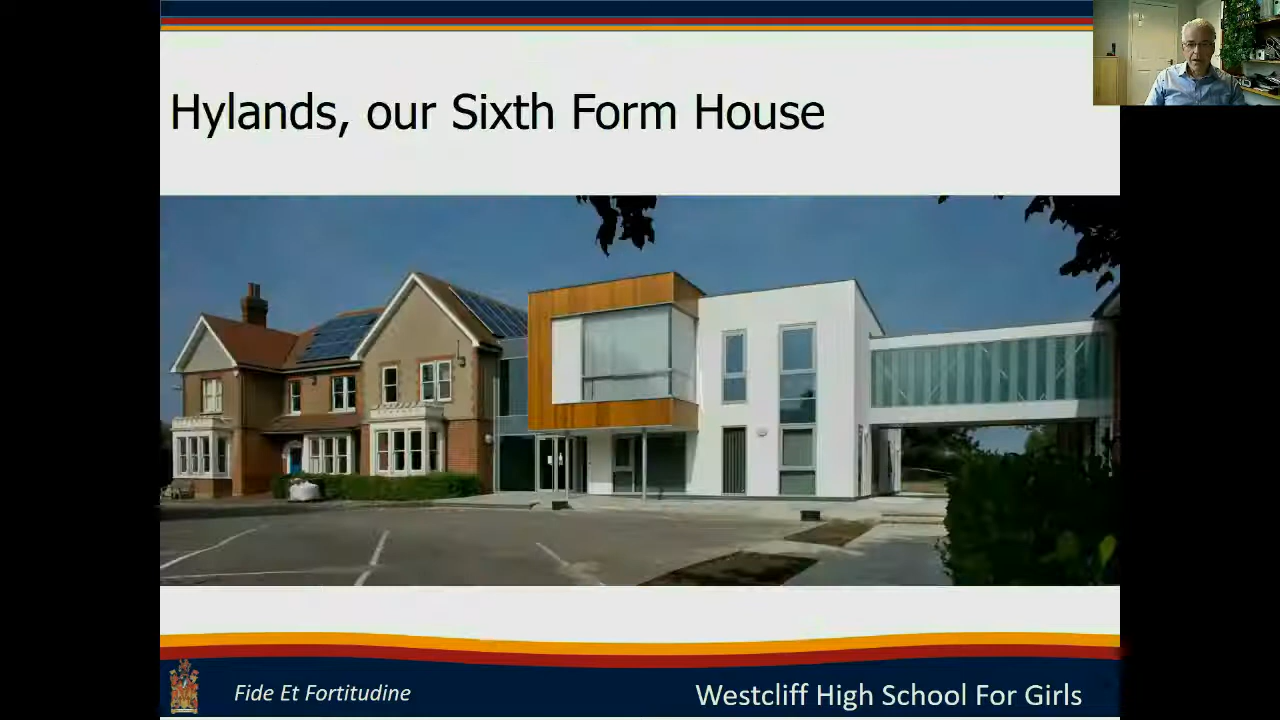 Hylands, our Sixth Form House
Fide Et Fortitudine
Westcliff High School For Girls